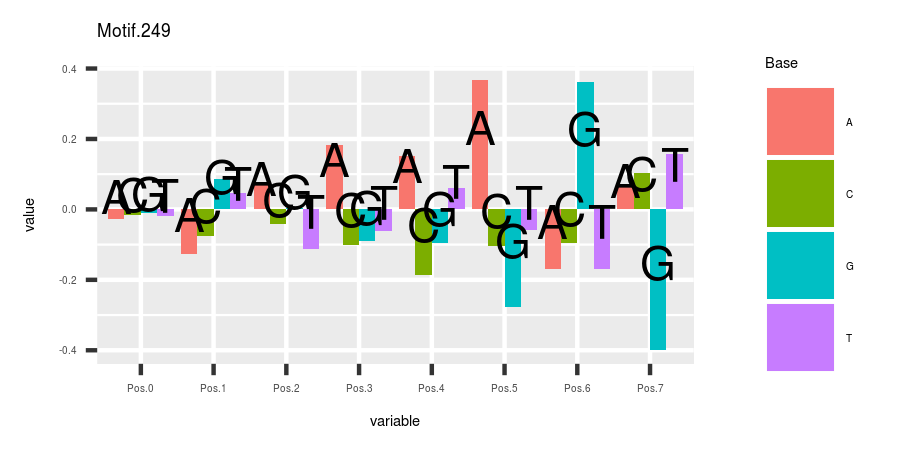 Motif.249
Base
0.4
0.2
0.0
-0.2
-0.4
value
A C G T A C G T A C G T A C G T A C G T A C G T A C G T A C G T
Pos.0 Pos.1 Pos.2 Pos.3 Pos.4 Pos.5 Pos.6 Pos.7
variable
A
C
G
T